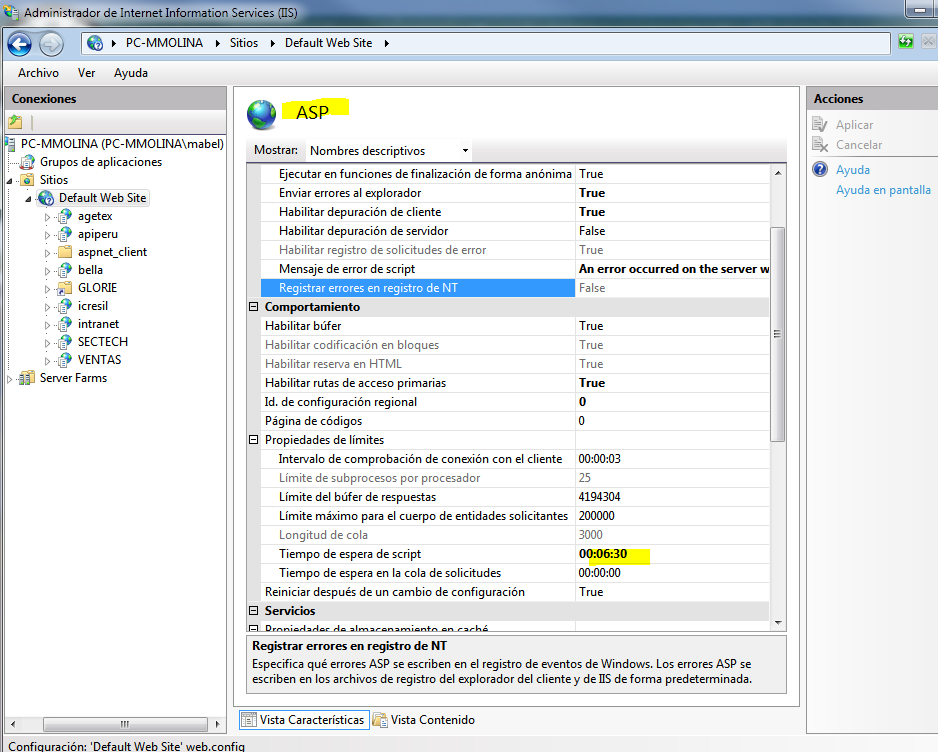 Administrador de Internet Information Services (IIS)
PC-MMOLINA Sitios Default Web Site
Archivo Ver Ayuda
Conexiones
PC-MMOLINA (PC-MMOLINA\mabel)
Grupos de aplicaciones
Sitios
Default Web Site
agetex
apiperu
aspnet_client
bella
GLORIE
icresil
intranet
SECTECH
VENTAS
Server Farms
ASP
Mostrar: Nombres descriptivos
Ejecutar en funciones de finalización de forma anónima True
Enviar errores al explorador True
Habilitar depuración de cliente True
Habilitar depuración de servidor False
Habilitar registro de solicitudes de error True
Mensaje de error de script An error occurred on the server w
Registrar errores en registro de NT False
Comportamiento
Habilitar búfer True
Habilitar codificación en bloques True
Habilitar reserva en HTML True
Habilitar rutas de acceso primarias True
Id. de configuración regional 0
Página de códigos 0
Propiedades de límites
Intervalo de comprobación de conexión con el cliente 00:00:03
Límite de subprocesos por procesador 25
Límite del búfer de respuestas 4194304
Límite máximo para el cuerpo de entidades solicitantes 200000
Longitud de cola 3000
Tiempo de espera de script 00:06:30
Tiempo de espera en la cola de solicitudes 00:00:00
Reiniciar después de un cambio de configuración True
Servicios
Propiedades de almacenamiento en caché
Registrar errores en registro de NT
Especifica qué errores ASP se escriben en el registro de eventos de Windows. Los errores ASP se
escriben en los archivos de registro del explorador del cliente y de IIS de forma predeterminada.
Vista Características Vista Contenido
Acciones
Aplicar
Cancelar
Ayuda
Ayuda en pantalla
Configuración: 'Default Web Site' web.config